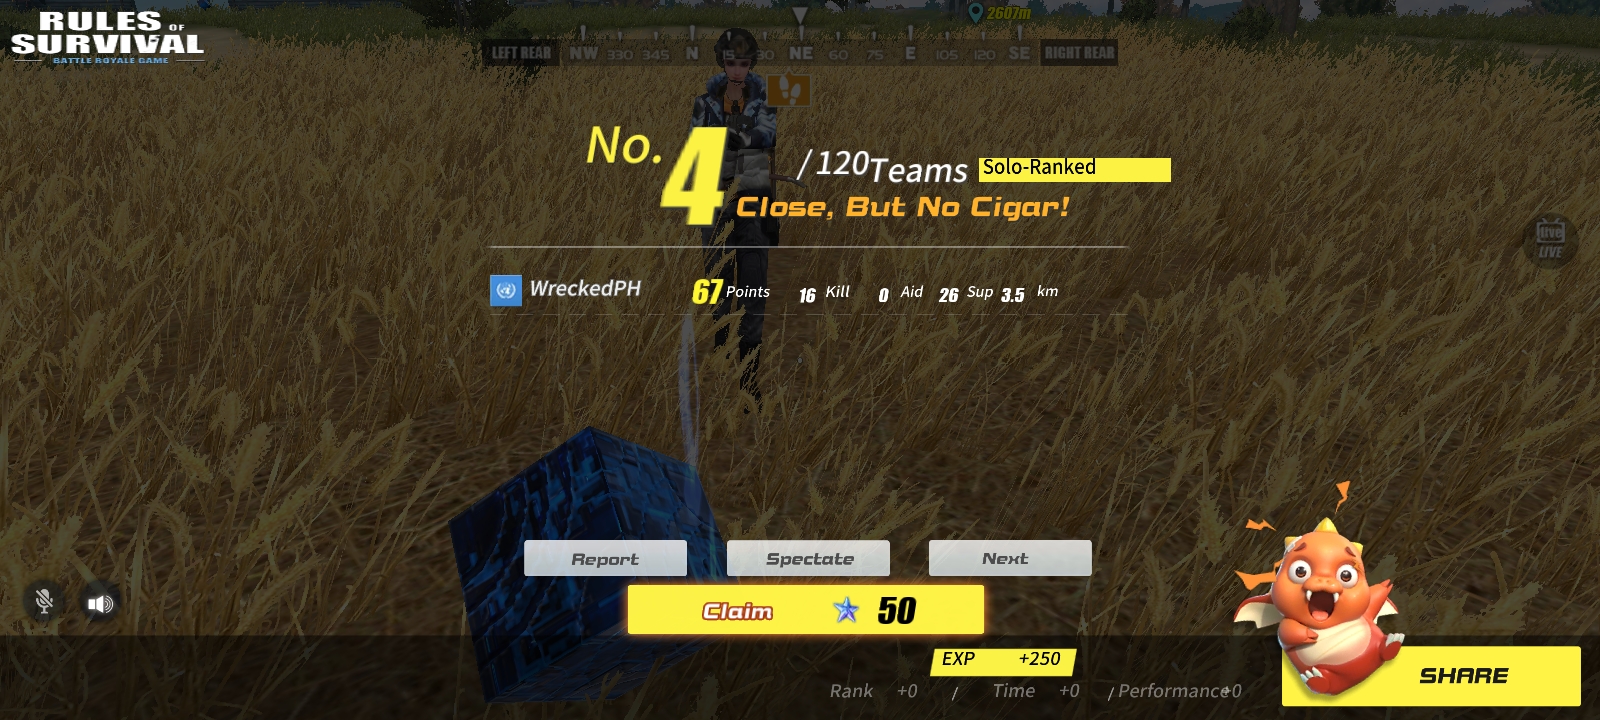 RULES OF
SURVIVAL
BATTLE ROYALE GAME
2607m
LEFT REAR NW 330 345 N 15 30 NE 60 75 E 105 120 SE RIGHT REAR
No. 4 / 120 Teams Solo-Ranked
Close, But No Cigar!
WreckedPH 67 Points 16 Kill 0 Aid 26 Sup 3.5 km
live
LIVE
Report Spectate Next
Claim 50
EXP +250
Rank +0 / Time +0 / Performance +0
SHARE